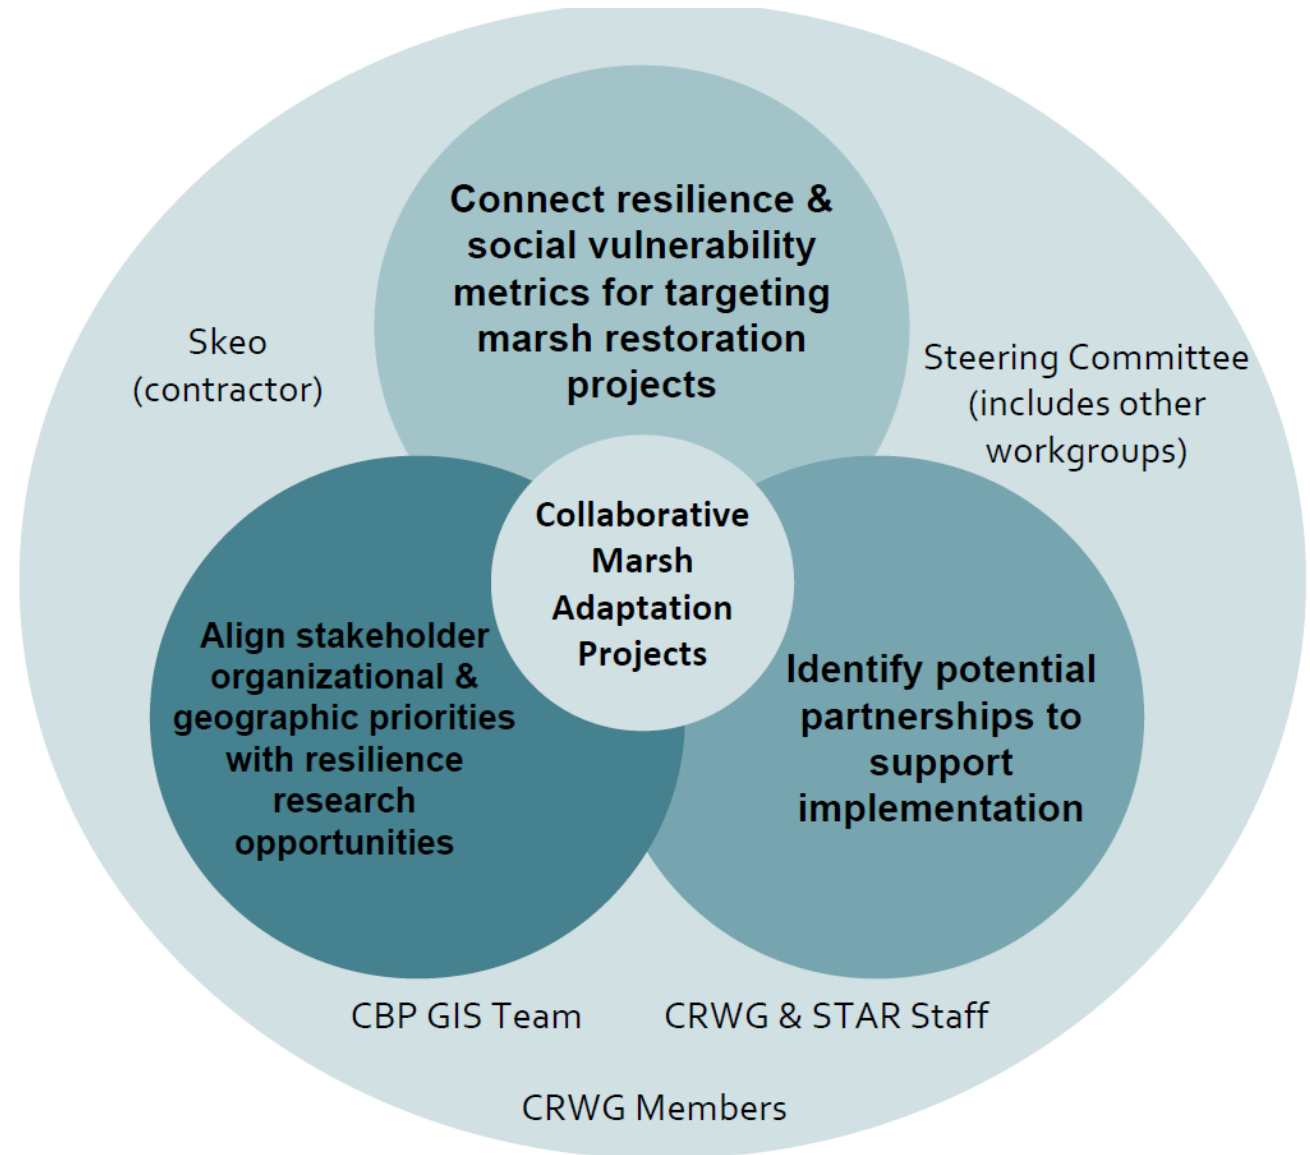 Connect resilience &
social vulnerability
metrics for targeting
marsh restoration
projects
Skeo
(contractor)
Steering Committee
(includes other
workgroups)
Collaborative
Marsh
Adaptation
Projects
Align stakeholder
organizational &
geographic priorities
with resilience
research
opportunities
Identify potential
partnerships to
support
implementation
CBP GIS Team
CRWG & STAR Staff
CRWG Members